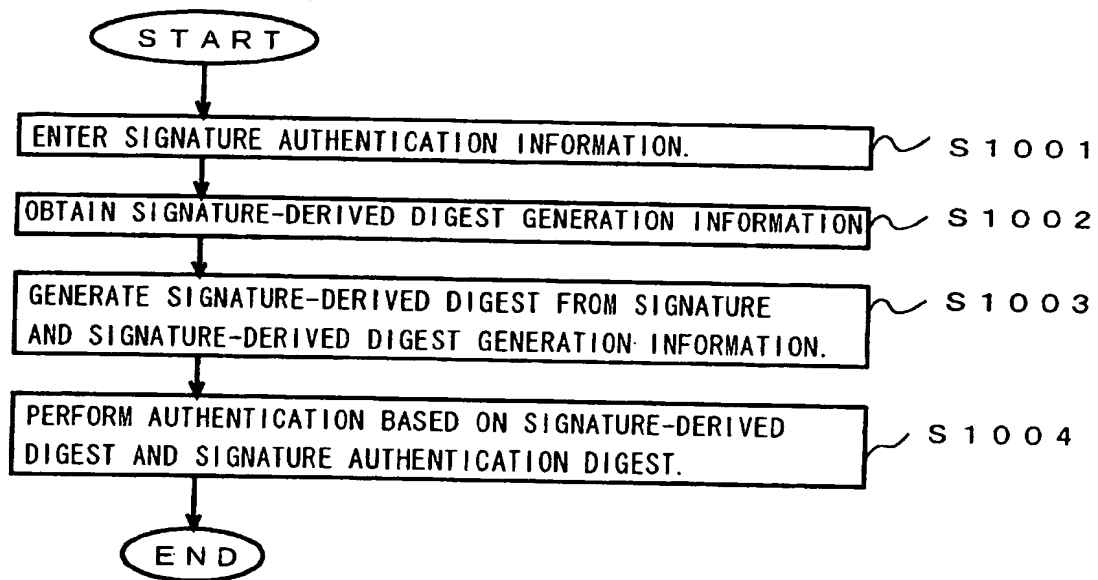 START
ENTER SIGNATURE AUTHENTICATION INFORMATION.
S1001
OBTAIN SIGNATURE-DERIVED DIGEST GENERATION INFORMATION
S1002
GENERATE SIGNATURE-DERIVED DIGEST FROM SIGNATURE
AND SIGNATURE-DERIVED DIGEST GENERATION INFORMATION.
S1003
PERFORM AUTHENTICATION BASED ON SIGNATURE-DERIVED
DIGEST AND SIGNATURE AUTHENTICATION DIGEST.
S1004
END